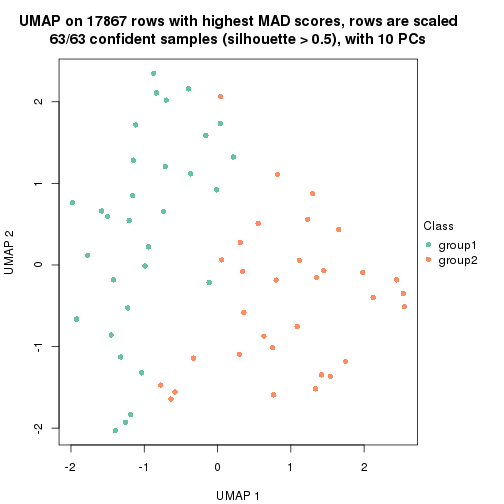 UMAP on 17867 rows with highest MAD scores, rows are scaled
63/63 confident samples (silhouette > 0.5), with 10 PCs
2
1
0
-1
-2
UMAP 2
Class
group1
group2
-2 -1 0 1 2
UMAP 1